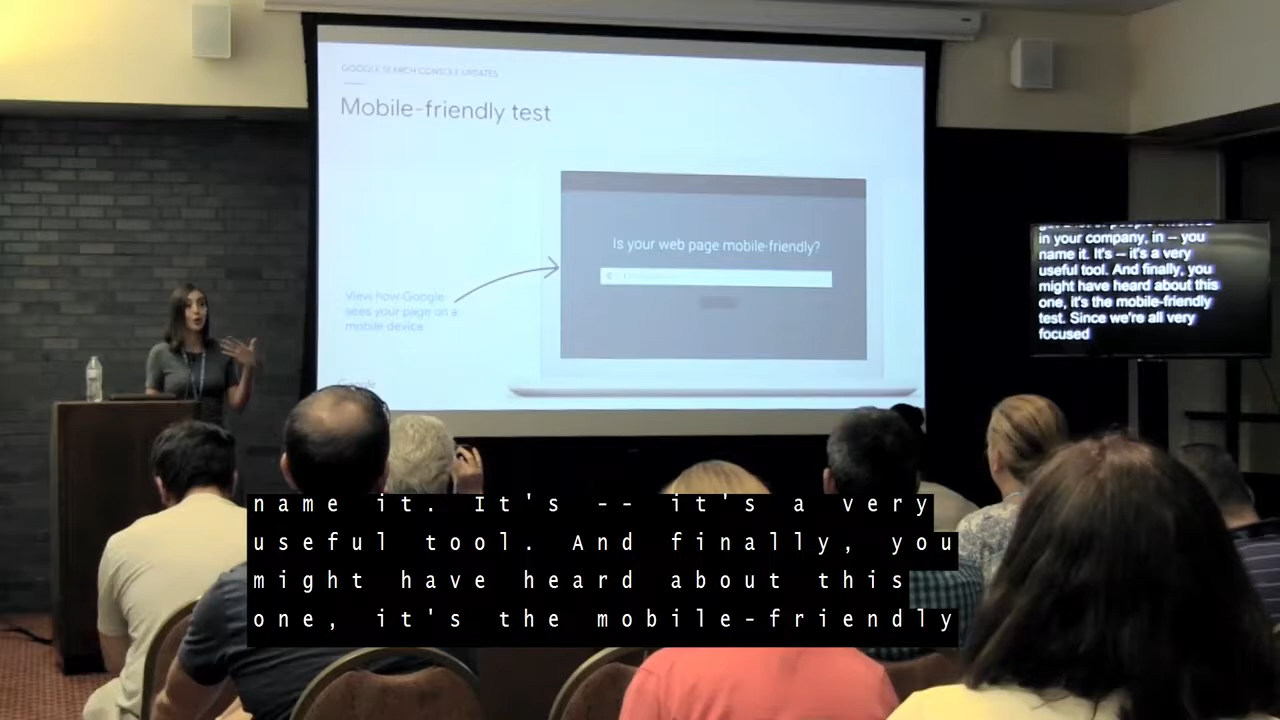 GOOGLE SEARCH CONSOLE UPDATES
Mobile-friendly test
Is your web page mobile-friendly?
View how Google
sees your page on a
mobile device
Google
in your company, in -- you
name it. It's -- it's a very
useful tool. And finally, you
might have heard about this
one, it's the mobile-friendly
test. Since we're all very
focused
name it. It's -- it's a very
useful tool. And finally, you
might have heard about this
one, it's the mobile-friendly